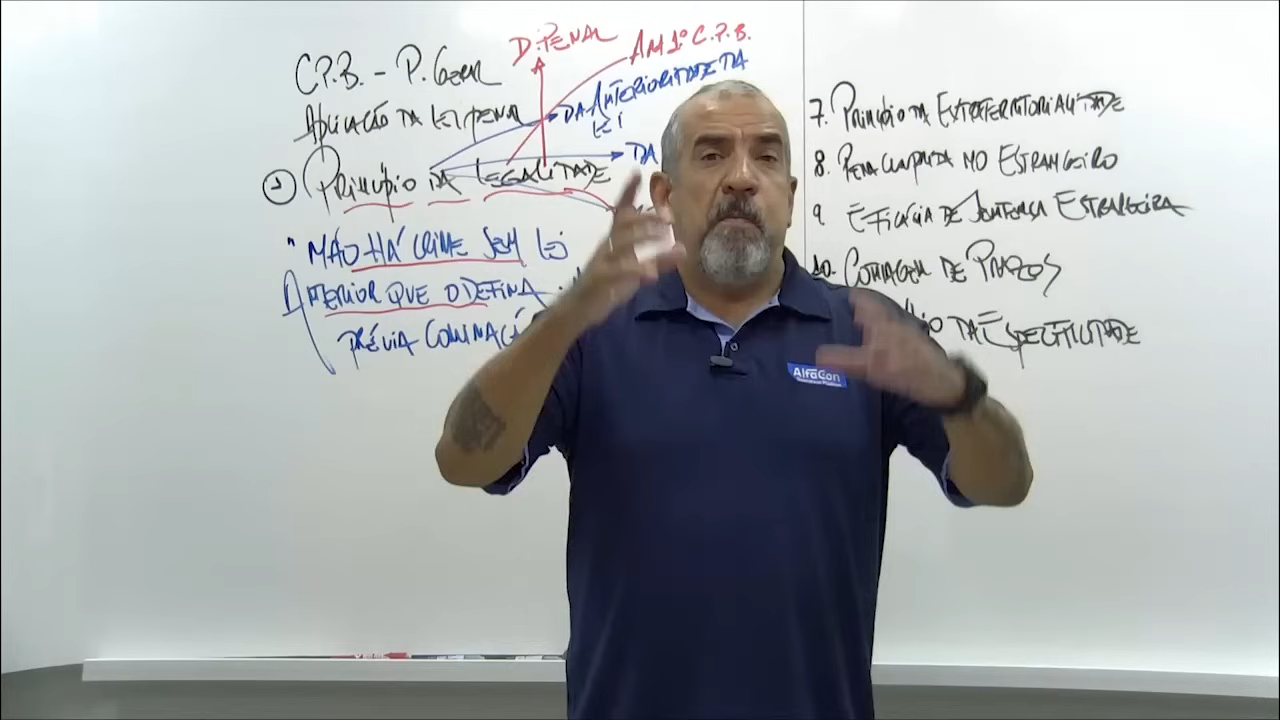 C.P.B. - P. GERAL
APLICAÇÃO DA LEI PENAL
D. PENAL
ART 1º C.P.B.
DA ANTERIORIDADE DA
LEI
DA
1) PRINCÍPIO DA LEGALIDADE
"NÃO HÁ CRIME SEM LEI
ANTERIOR QUE O DEFINA.
PRÉVIA COMINAÇÃ
7. PRINCÍPIO DA EXTRATERRITORIALIDADE
8. PENA CUMPRIDA NO ESTRANGEIRO
9. EFICÁCIA DE SENTENÇA ESTRANGEIRA
10. CONTAGEM DE PRAZOS
DA ESPECIALIDADE
AlfaCon